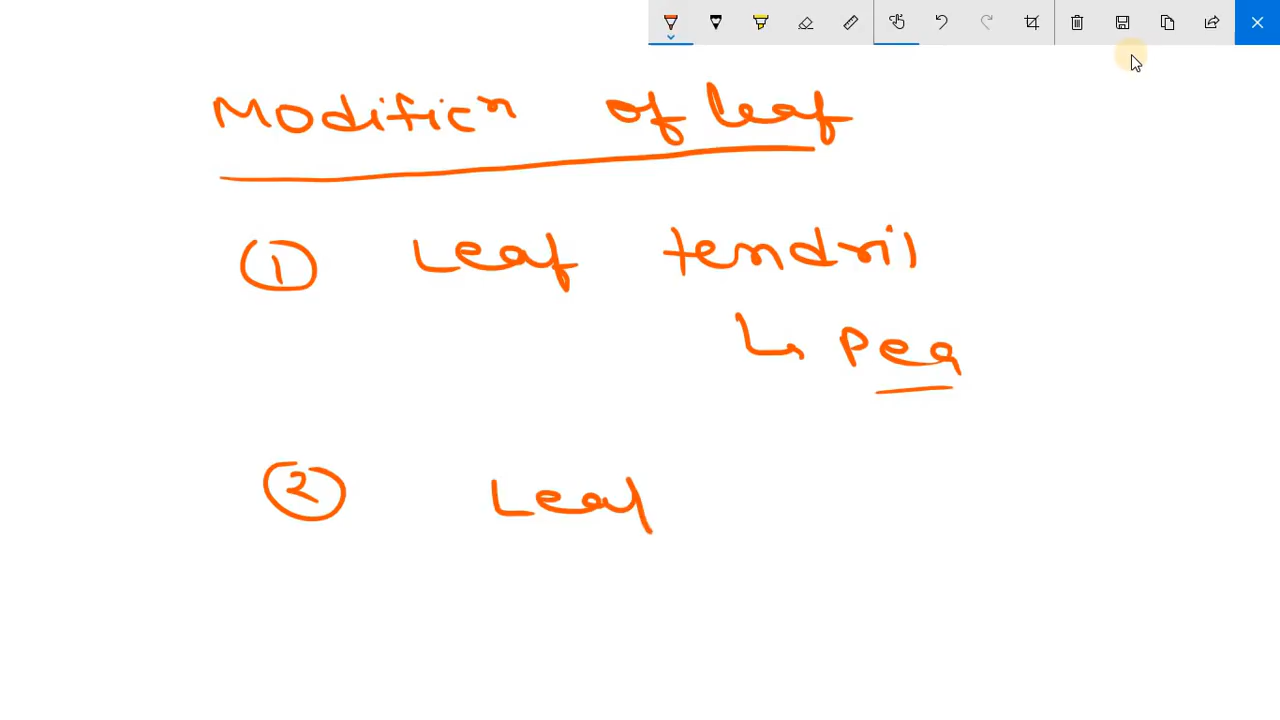 Modificⁿ of leaf
① Leaf tendril
↳ Pea
② Leaf